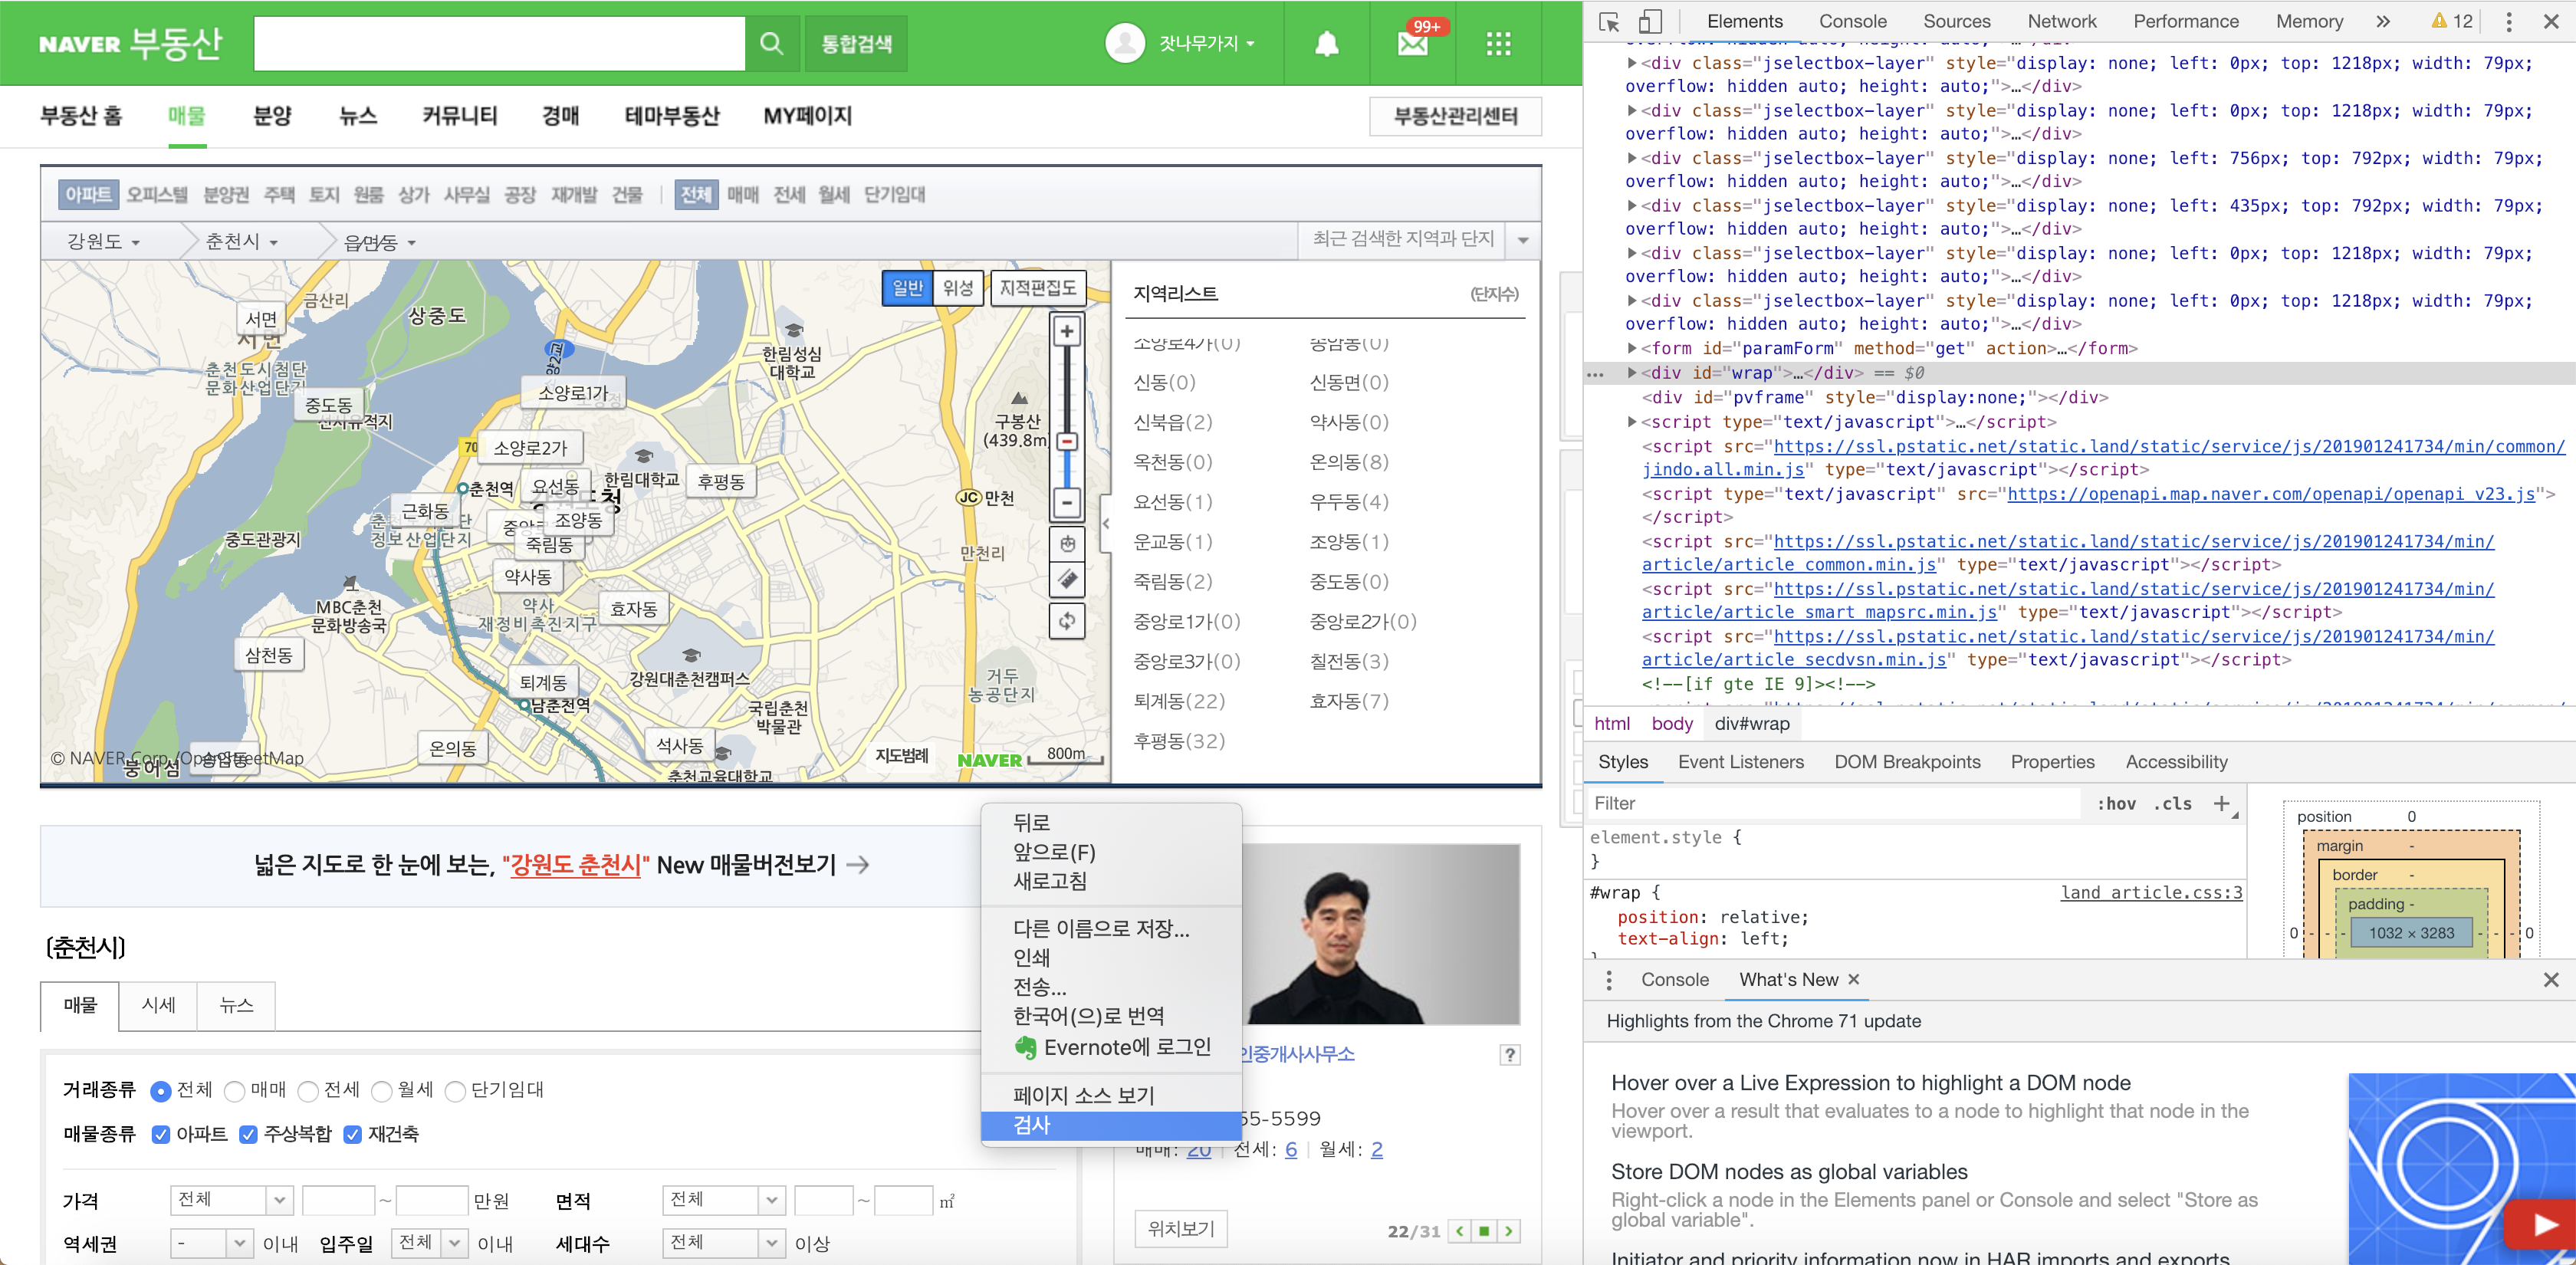 NAVER 부동산
통합검색
잣나무가지
99+
부동산 홈 매물 분양 뉴스 커뮤니티 경매 테마부동산 MY페이지
부동산관리센터
아파트 오피스텔 분양권 주택 토지 원룸 상가 사무실 공장 재개발 건물 | 전체 매매 전세 월세 단기임대
강원도 춘천시 읍/면/동
최근 검색한 지역과 단지
일반 위성 지적편집도
금산리
서면
상중도
춘천도시첨단
문화산업단지
한림성심
대학교
중도동
소양로1가
구봉산
(439.8m)
70
소양로2가
한림대학교
후평동
춘천역
요선동
JC 만천
근화동
조양동
정보산업단지
죽림동
중도관광지
만천리
약사동
MBC춘천
문화방송국
약사
재정비촉진지구
효자동
삼천동
강원대춘천캠퍼스
거두
농공단지
퇴계동
남춘천역
국립춘천
박물관
온의동
석사동
춘천교육대학교
붕어섬
© NAVER Corp./OpenStreetMap
지도범례
NAVER
800m
지역리스트 (단지수)
소양로4가(0) 송암동(0)
신동(0) 신동면(0)
신북읍(2) 약사동(0)
옥천동(0) 온의동(8)
요선동(1) 우두동(4)
운교동(1) 조양동(1)
죽림동(2) 중도동(0)
중앙로1가(0) 중앙로2가(0)
중앙로3가(0) 칠전동(3)
퇴계동(22) 효자동(7)
후평동(32)
넓은 지도로 한 눈에 보는, "강원도 춘천시" New 매물버전보기 →
[춘천시]
매물 시세 뉴스
거래종류 전체 매매 전세 월세 단기임대
매물종류 아파트 주상복합 재건축
가격 전체 ~ 만원 면적 전체 ~ ㎡
역세권 - 이내 입주일 전체 이내 세대수 전체 이상
뒤로
앞으로(F)
새로고침
다른 이름으로 저장...
인쇄
전송...
한국어(으)로 번역
Evernote에 로그인
페이지 소스 보기
검사
인중개사사무소
?
55-5599
매매: 20 | 전세: 6 | 월세: 2
위치보기
22/31
Elements Console Sources Network Performance Memory » 12
overflow: hidden auto; height: auto;">…</div>
<div class="jselectbox-layer" style="display: none; left: 0px; top: 1218px; width: 79px;
overflow: hidden auto; height: auto;">…</div>
<div class="jselectbox-layer" style="display: none; left: 0px; top: 1218px; width: 79px;
overflow: hidden auto; height: auto;">…</div>
<div class="jselectbox-layer" style="display: none; left: 756px; top: 792px; width: 79px;
overflow: hidden auto; height: auto;">…</div>
<div class="jselectbox-layer" style="display: none; left: 435px; top: 792px; width: 79px;
overflow: hidden auto; height: auto;">…</div>
<div class="jselectbox-layer" style="display: none; left: 0px; top: 1218px; width: 79px;
overflow: hidden auto; height: auto;">…</div>
<div class="jselectbox-layer" style="display: none; left: 0px; top: 1218px; width: 79px;
overflow: hidden auto; height: auto;">…</div>
<form id="paramForm" method="get" action>…</form>
<div id="wrap">…</div> == $0
<div id="pvframe" style="display:none;"></div>
<script type="text/javascript">…</script>
<script src="https://ssl.pstatic.net/static.land/static/service/js/201901241734/min/common/
jindo.all.min.js" type="text/javascript"></script>
<script type="text/javascript" src="https://openapi.map.naver.com/openapi/openapi_v23.js">
</script>
<script src="https://ssl.pstatic.net/static.land/static/service/js/201901241734/min/
article/article_common.min.js" type="text/javascript"></script>
<script src="https://ssl.pstatic.net/static.land/static/service/js/201901241734/min/
article/article_smart_mapsrc.min.js" type="text/javascript"></script>
<script src="https://ssl.pstatic.net/static.land/static/service/js/201901241734/min/
article/article_secdvsn.min.js" type="text/javascript"></script>
<!--[if gte IE 9]><!-->
html body div#wrap
Styles Event Listeners DOM Breakpoints Properties Accessibility
Filter :hov .cls +
element.style {
}
#wrap { land_article.css:3
position: relative;
text-align: left;
position 0
margin -
border -
padding -
0 - - - 1032 × 3283 - - - 0
Console What's New ×
Highlights from the Chrome 71 update
Hover over a Live Expression to highlight a DOM node
Hover over a result that evaluates to a node to highlight that node in the
viewport.
Store DOM nodes as global variables
Right-click a node in the Elements panel or Console and select "Store as
global variable".
Initiator and priority information now in HAR imports and exports